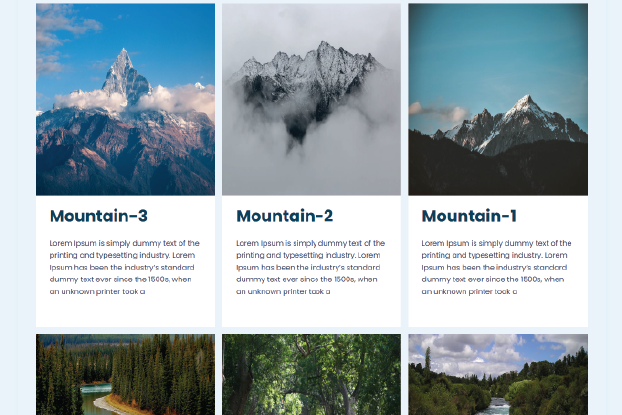 Mountain-3
Lorem Ipsum is simply dummy text of the
printing and typesetting industry. Lorem
Ipsum has been the industry's standard
dummy text ever since the 1500s, when
an unknown printer took a
Mountain-2
Lorem Ipsum is simply dummy text of the
printing and typesetting industry. Lorem
Ipsum has been the industry's standard
dummy text ever since the 1500s, when
an unknown printer took a
Mountain-1
Lorem Ipsum is simply dummy text of the
printing and typesetting industry. Lorem
Ipsum has been the industry's standard
dummy text ever since the 1500s, when
an unknown printer took a